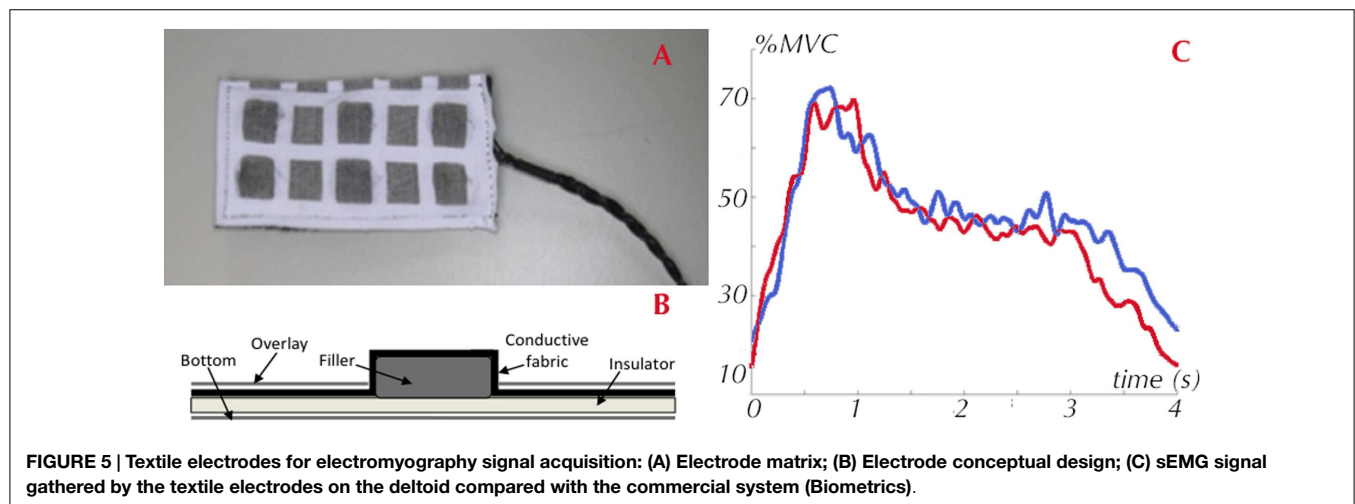 A
B
Bottom
Overlay
Filler
Conductive
fabric
Insulator
%MVC
C
70
50
30
10
time (s)
0 1 2 3 4
FIGURE 5 | Textile electrodes for electromyography signal acquisition: (A) Electrode matrix; (B) Electrode conceptual design; (C) sEMG signal
gathered by the textile electrodes on the deltoid compared with the commercial system (Biometrics).